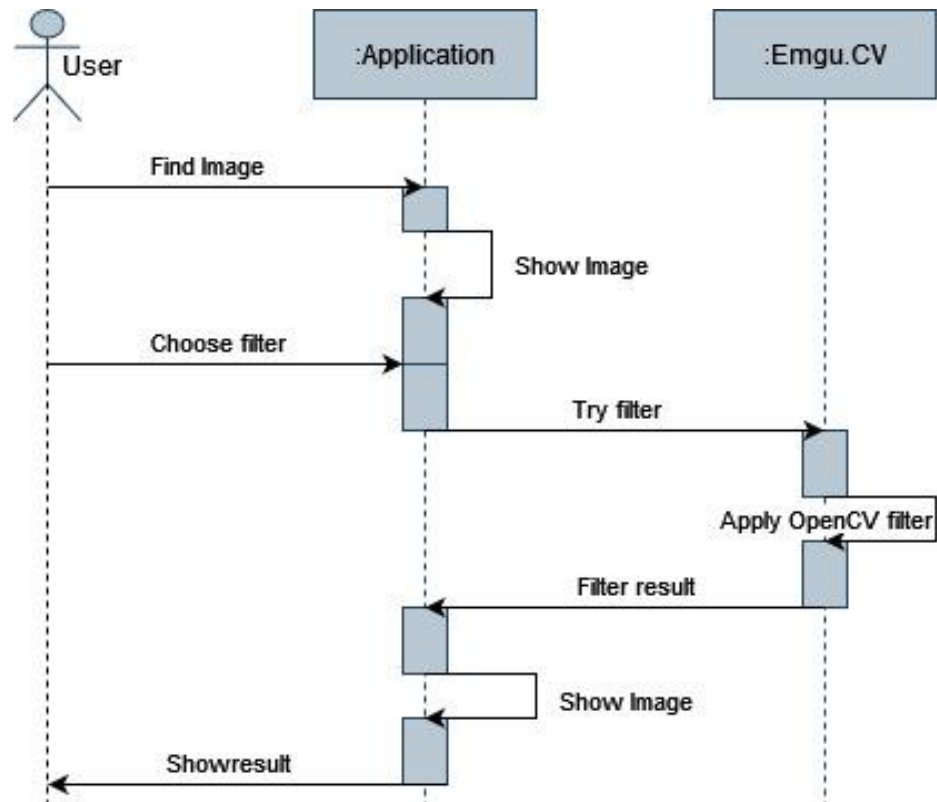 User
:Application
:Emgu.CV
Find Image
Show Image
Choose filter
Try filter
Apply OpenCV filter
Filter result
Show Image
Showresult